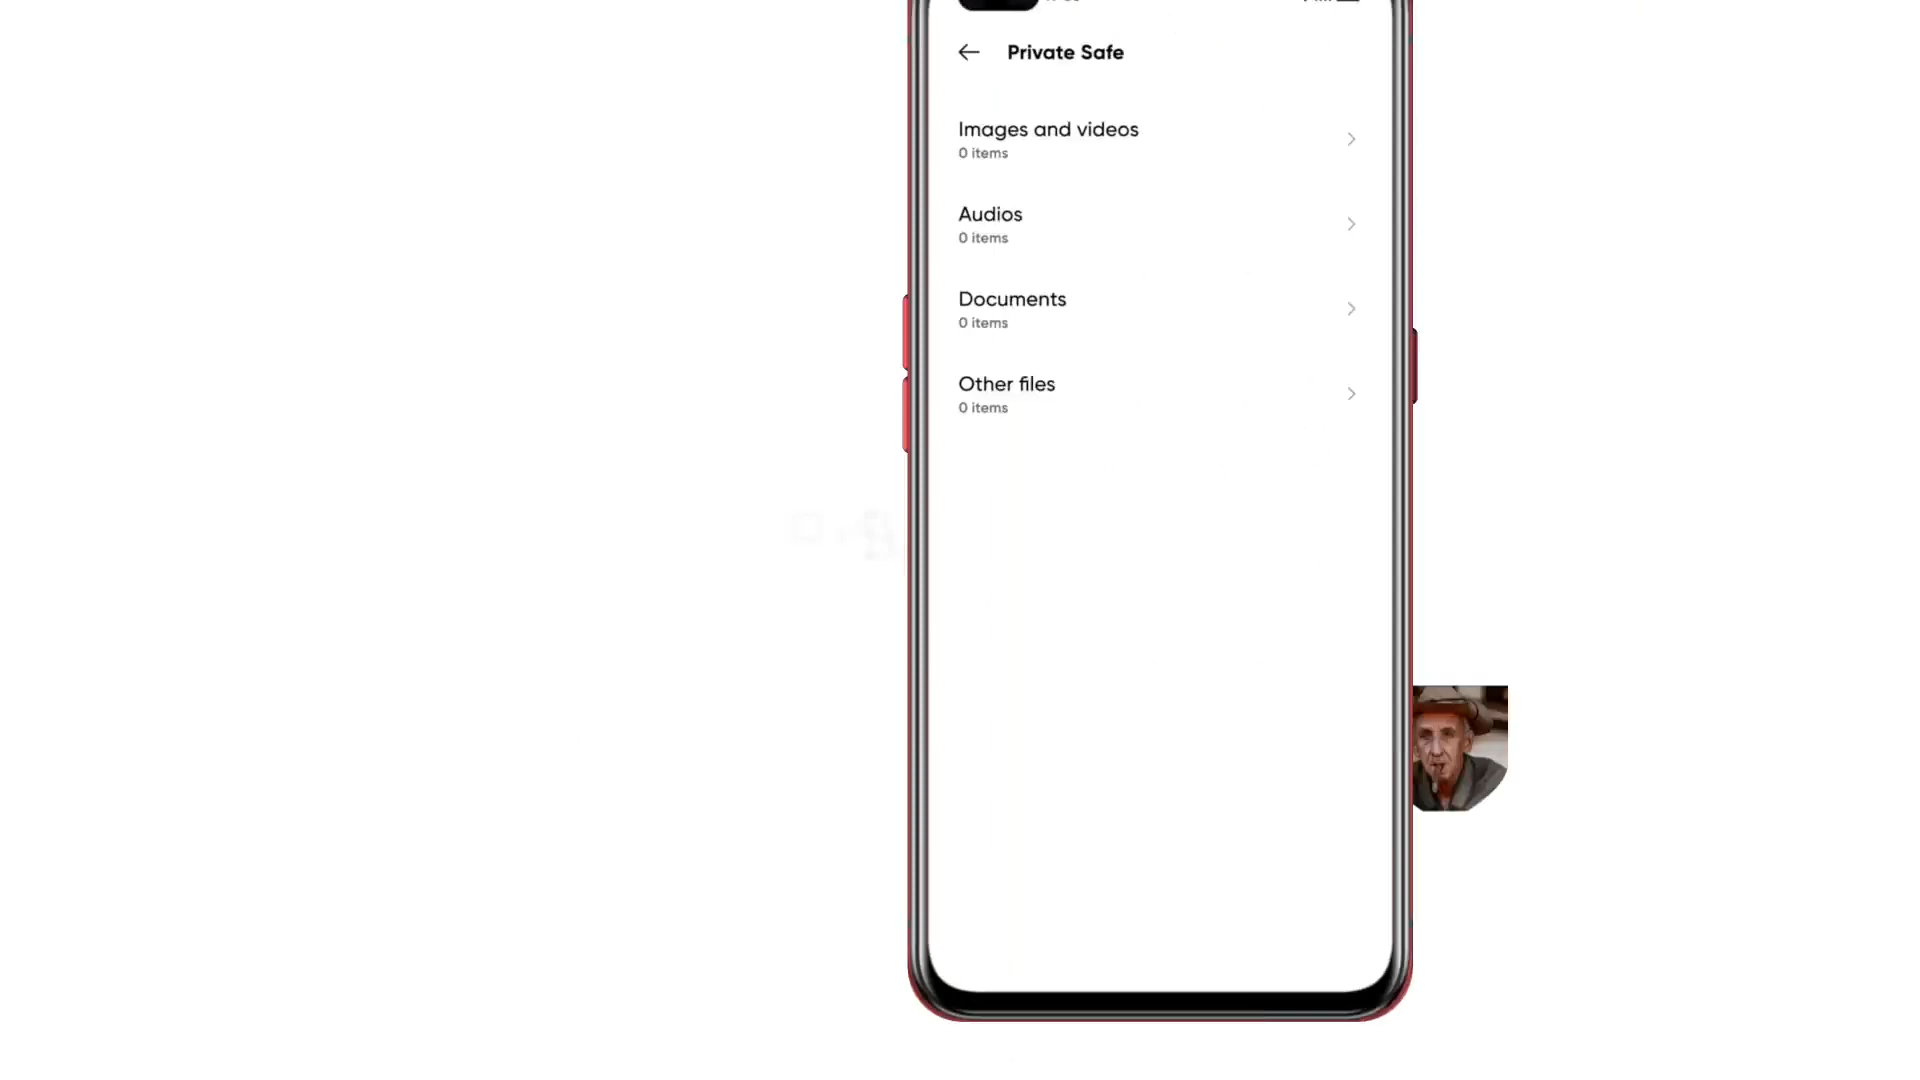 Private Safe
Images and videos
0 items
Audios
0 items
Documents
0 items
Other files
0 items